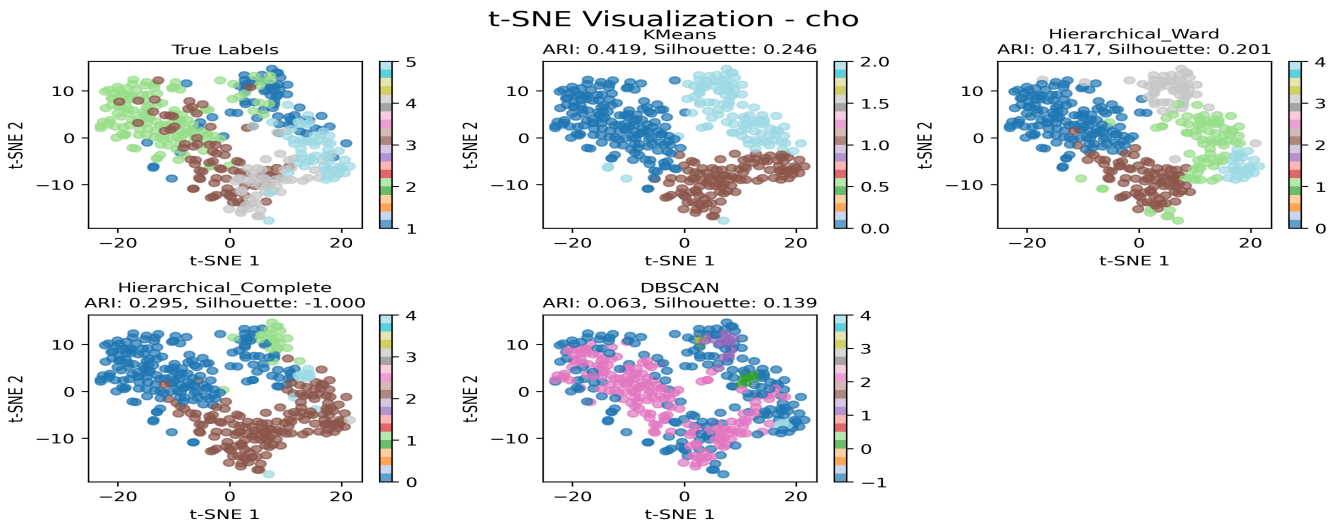 t-SNE Visualization - cho
True Labels
10
0
−10
−20
0
20
t-SNE 1
t-SNE 2
5
4
3
2
1
KMeans
ARI: 0.419, Silhouette: 0.246
10
0
−10
−20
0
20
t-SNE 1
t-SNE 2
2.0
1.5
1.0
0.5
0.0
Hierarchical_Ward
ARI: 0.417, Silhouette: 0.201
10
0
−10
−20
0
20
t-SNE 1
t-SNE 2
4
3
2
1
0
Hierarchical_Complete
ARI: 0.295, Silhouette: -1.000
10
0
−10
−20
0
20
t-SNE 1
t-SNE 2
4
3
2
1
0
DBSCAN
ARI: 0.063, Silhouette: 0.139
10
0
−10
−20
0
20
t-SNE 1
t-SNE 2
4
3
2
1
0
−1